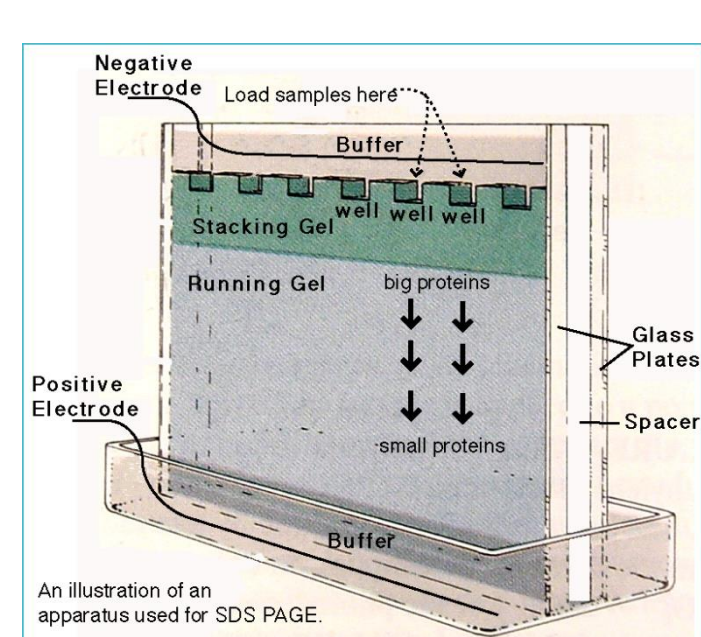 Negative
Electrode
Load samples here
Buffer
well well well
Stacking Gel
Running Gel
big proteins
Glass
Plates
Positive
Electrode
Spacer
small proteins
Buffer
An illustration of an
apparatus used for SDS PAGE.